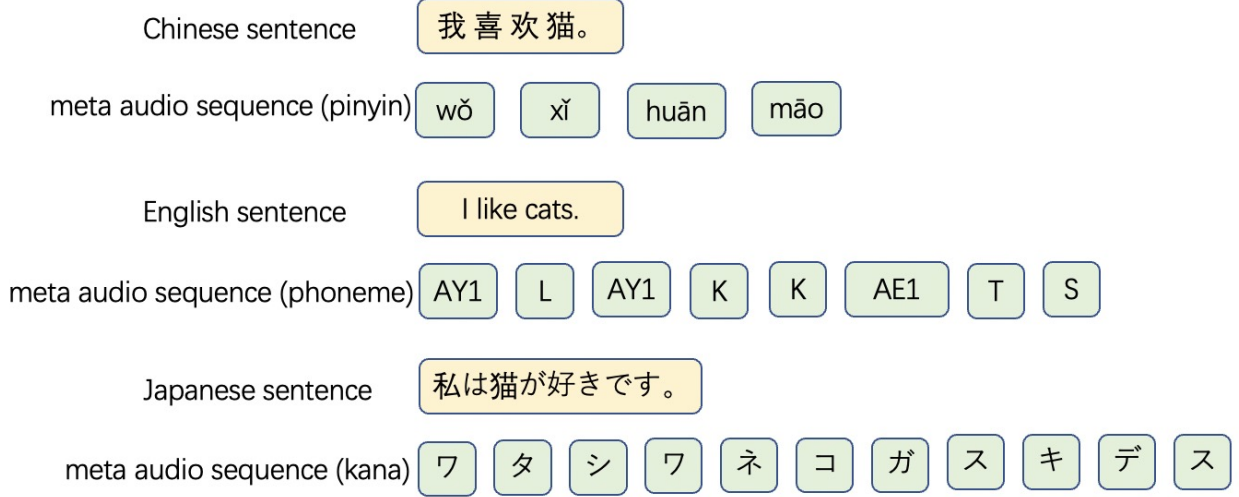 Chinese sentence 我喜欢猫。
meta audio sequence (pinyin) wǒ xǐ huān māo
English sentence I like cats.
meta audio sequence (phoneme) AY1 L AY1 K K AE1 T S
Japanese sentence 私は猫が好きです。
meta audio sequence (kana) ワ タ シ ワ ネ コ ガ ス キ デ ス